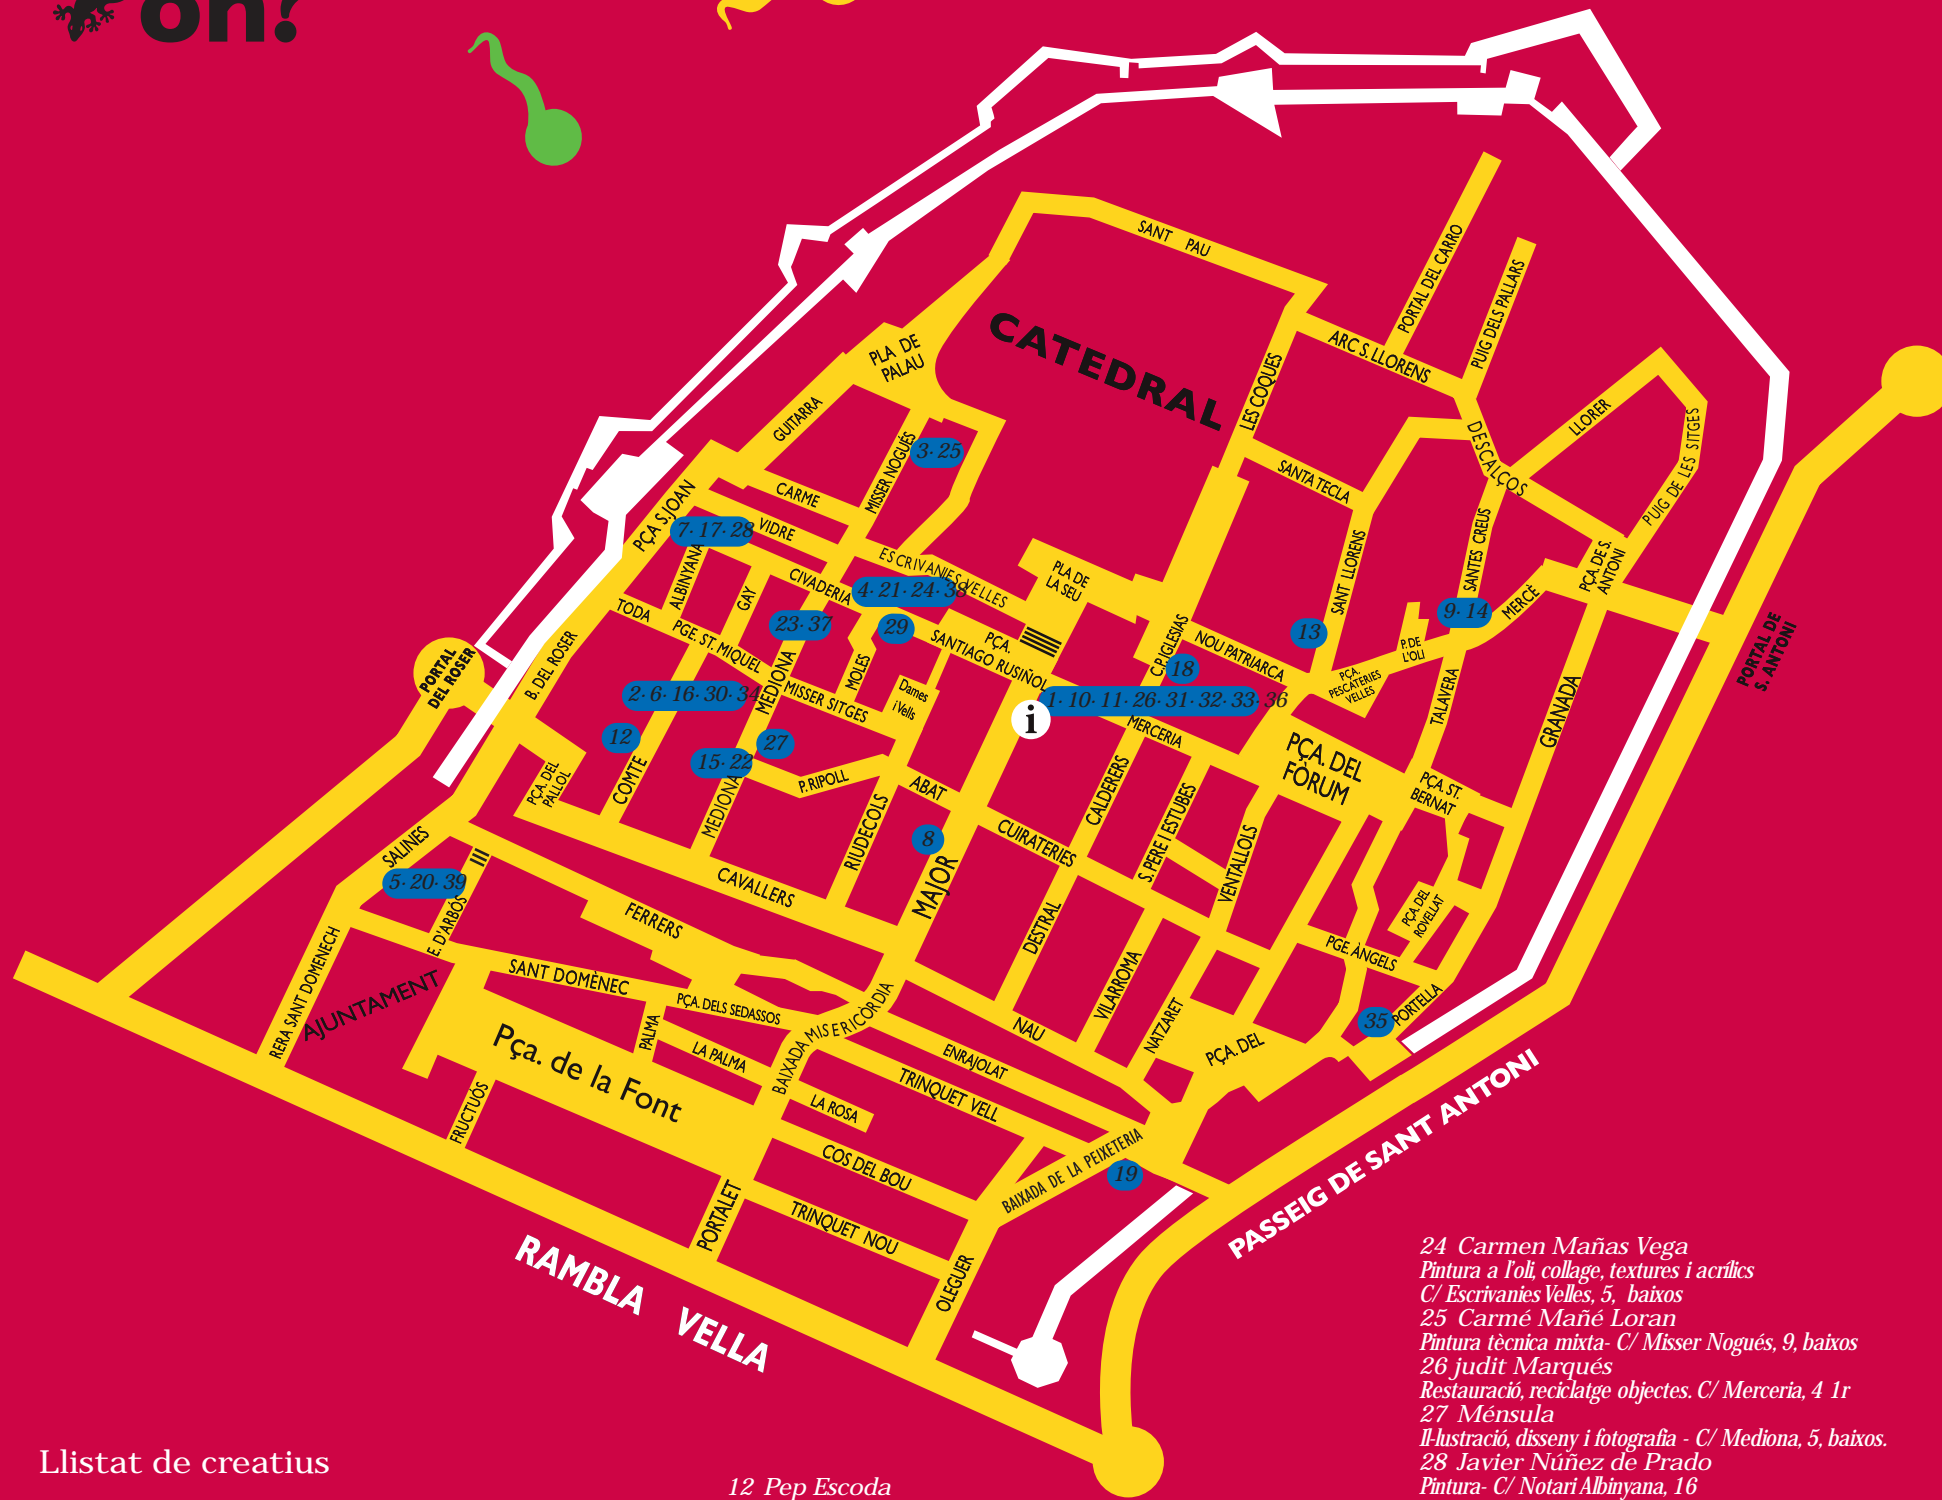 on?
SANT PAU
PORTAL DEL CARRO
PUIG DELS PALLARS
CATEDRAL
PLA DE
PALAU
LES COQUES
ARC S. LLORENS
LLORER
PUIG DE LES SITGES
GUITARRA
MISSER NOGUÉS
3· 25
DESCALÇOS
SANTA TECLA
CARME
PÇA S.JOAN
7· 17· 28
VIDRE
ESCRIVANIES VELLES
PLA DE
LA SEU
SANT LLORENS
SANTES CREUS
PÇA. DE S.
ANTONI
ALBINYANA
GAY
CIVADERIA
4· 21· 24· 38
MERCÈ
TODA
PGE. ST. MIQUEL
23· 37
29
PÇA.
SANTIAGO RUSIÑOL
C.P.IGLESIAS
NOU PATRIARCA
13
9· 14
P. DE
L'OLI
PORTAL DE
S. ANTONI
PORTAL
DEL ROSER
B. DEL ROSER
MEDIONA
MOLES
MISSER SITGES
Dames
i Vells
18
PÇA.
PESCATERIES
VELLES
TALAVERA
GRANADA
2· 6· 16· 30· 34
i
1· 10· 11· 26· 31· 32· 33· 36
12
27
15· 22
MERCERIA
PÇA. DEL
FÒRUM
PÇA. DEL
PALLOL
COMTE
MEDIONA
P. RIPOLL
ABAT
RIUDECOLS
CALDERERS
S. PERE I ESTUBES
PÇA. ST.
BERNAT
8
CUIRATERIES
VENTALLOLS
SALINES
5· 20· 39
CAVALLERS
MAJOR
PÇA. DEL
ROVELLAT
E. D'ARBÓS
FERRERS
DESTRAL
PGE ÀNGELS
RERA SANT DOMENECH
AJUNTAMENT
SANT DOMÈNEC
PÇA. DELS SEDASSOS
BAIXADA MISERICÒRDIA
VILARROMA
NATZARET
35
PORTELLA
Pça. de la Font
PALMA
LA PALMA
NAU
PÇA. DEL
ENRAJOLAT
TRINQUET VELL
FRUCTUÓS
LA ROSA
COS DEL BOU
BAIXADA DE LA PEIXETERIA
19
PASSEIG DE SANT ANTONI
PORTALET
TRINQUET NOU
OLEGUER
RAMBLA VELLA
24 Carmen Mañas Vega
Pintura a l'oli, collage, textures i acrílics
C/ Escrivanies Velles, 5, baixos
25 Carmé Mañé Loran
Pintura tècnica mixta- C/ Misser Nogués, 9, baixos
26 judit Marqués
Restauració, reciclatge objectes. C/ Merceria, 4 1r
27 Ménsula
Il·lustració, disseny i fotografia - C/ Mediona, 5, baixos.
28 Javier Núñez de Prado
Pintura- C/ Notari Albinyana, 16
Llistat de creatius
12 Pep Escoda